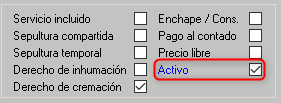 Servicio incluido
Enchape / Cons.
Sepultura compartida
Pago al contado
Sepultura temporal
Precio libre
Derecho de inhumación
Activo
Derecho de cremación